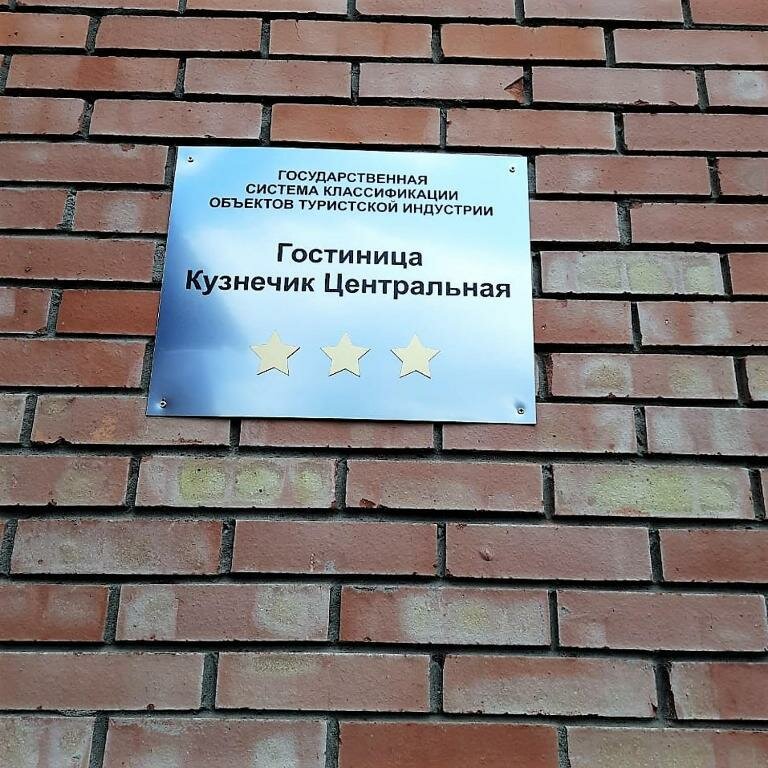 ГОСУДАРСТВЕННАЯ
СИСТЕМА КЛАССИФИКАЦИИ
ОБЪЕКТОВ ТУРИСТСКОЙ ИНДУСТРИИ
Гостиница
Кузнечик Центральная